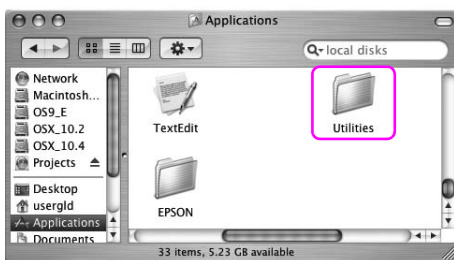 Applications
local disks
Network
Macintosh...
OS9_E
OSX_10.2
OSX_10.4
Projects
Desktop
usergld
Applications
Documents
TextEdit
Utilities
EPSON
33 items, 5.23 GB available